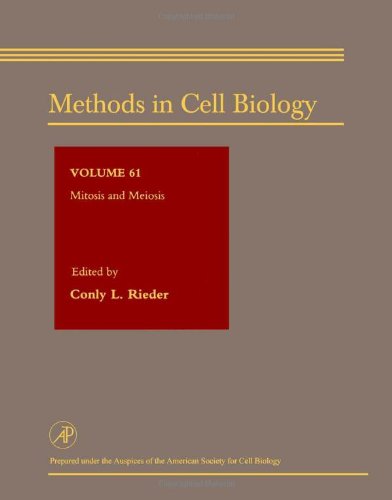 Methods in Cell Biology
VOLUME 61
Mitosis and Meiosis
Edited by
Conly L. Rieder
AP
Prepared under the Auspices of the American Society for Cell Biology